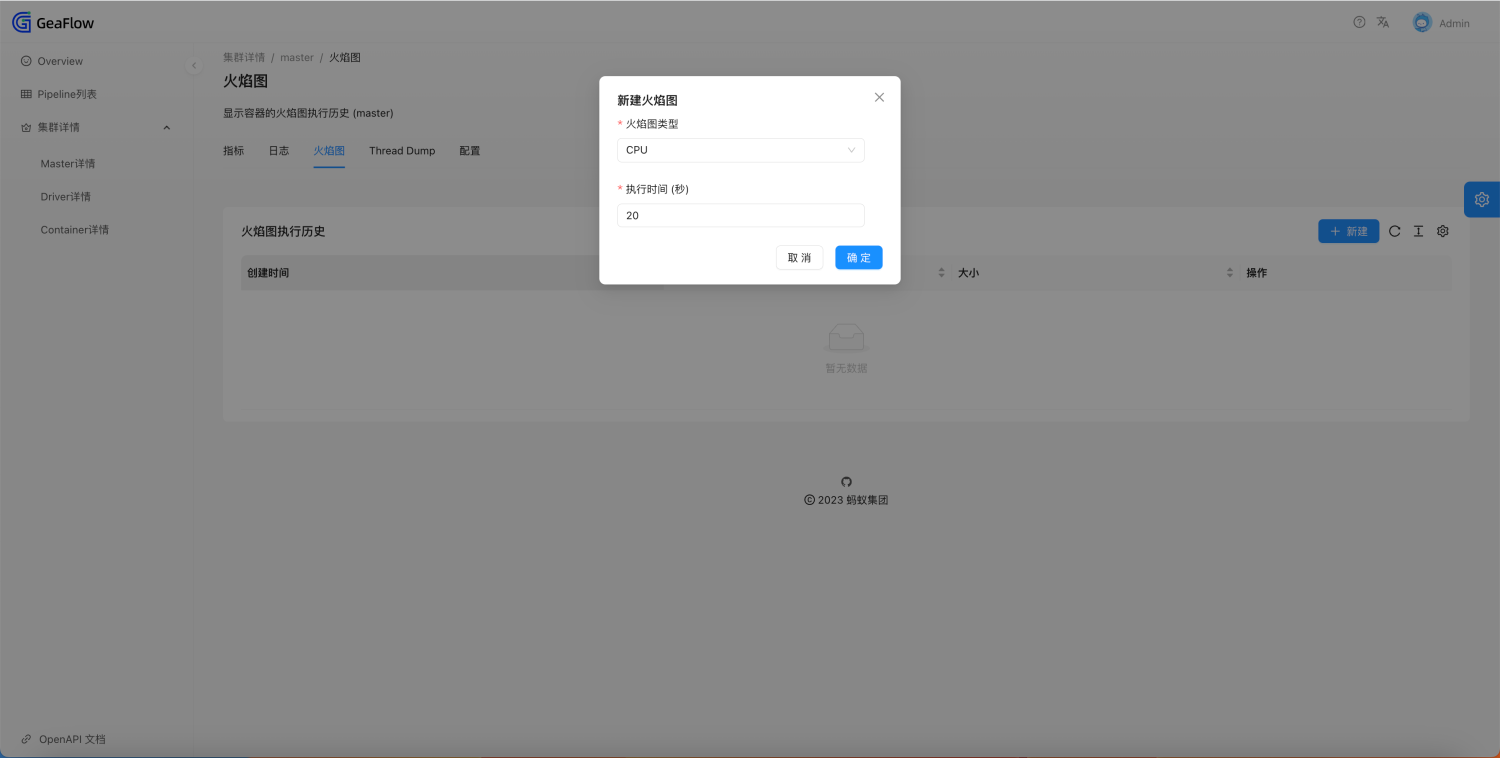 GeaFlow
Admin
Overview
Pipeline列表
集群详情
Master详情
Driver详情
Container详情
OpenAPI 文档
集群详情 / master / 火焰图
火焰图
显示容器的火焰图执行历史 (master)
指标 日志 火焰图 Thread Dump 配置
火焰图执行历史
新建
创建时间 大小 操作
暂无数据
© 2023 蚂蚁集团
新建火焰图
* 火焰图类型
CPU
* 执行时间 (秒)
20
取 消 确 定